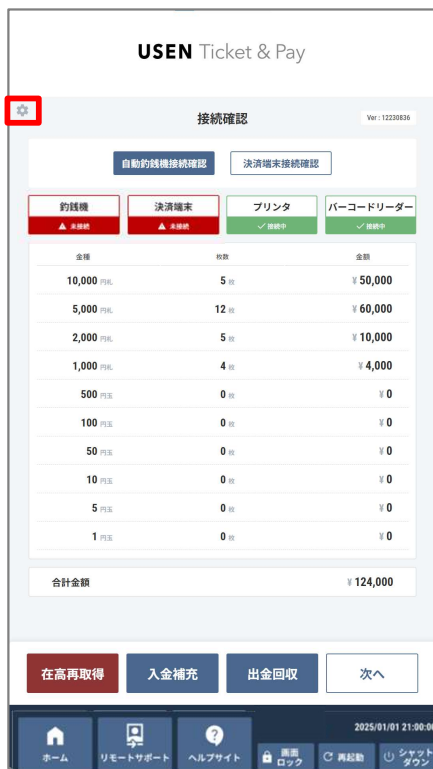 USEN Ticket & Pay
接続確認
Ver : 12230836
自動釣銭機接続確認 決済端末接続確認
釣銭機 決済端末 プリンタ バーコードリーダー
未接続 未接続 接続中 接続中
金種 枚数 金額
10,000 円札 5 枚 ¥ 50,000
5,000 円札 12 枚 ¥ 60,000
2,000 円札 5 枚 ¥ 10,000
1,000 円札 4 枚 ¥ 4,000
500 円玉 0 枚 ¥ 0
100 円玉 0 枚 ¥ 0
50 円玉 0 枚 ¥ 0
10 円玉 0 枚 ¥ 0
5 円玉 0 枚 ¥ 0
1 円玉 0 枚 ¥ 0
合計金額 ¥ 124,000
在高再取得 入金補充 出金回収 次へ
2025/01/01 21:00:00
ホーム リモートサポート ヘルプサイト 画面ロック 再起動 シャットダウン